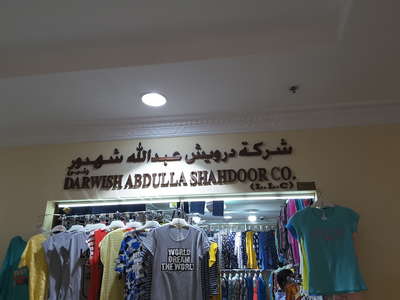 شركة درويش عبدالله شهدور
ذ.م.م
DARWISH ABDULLA SHAHDOOR CO.
(L.L.C)
WORLD
DREAM
THE WORLD